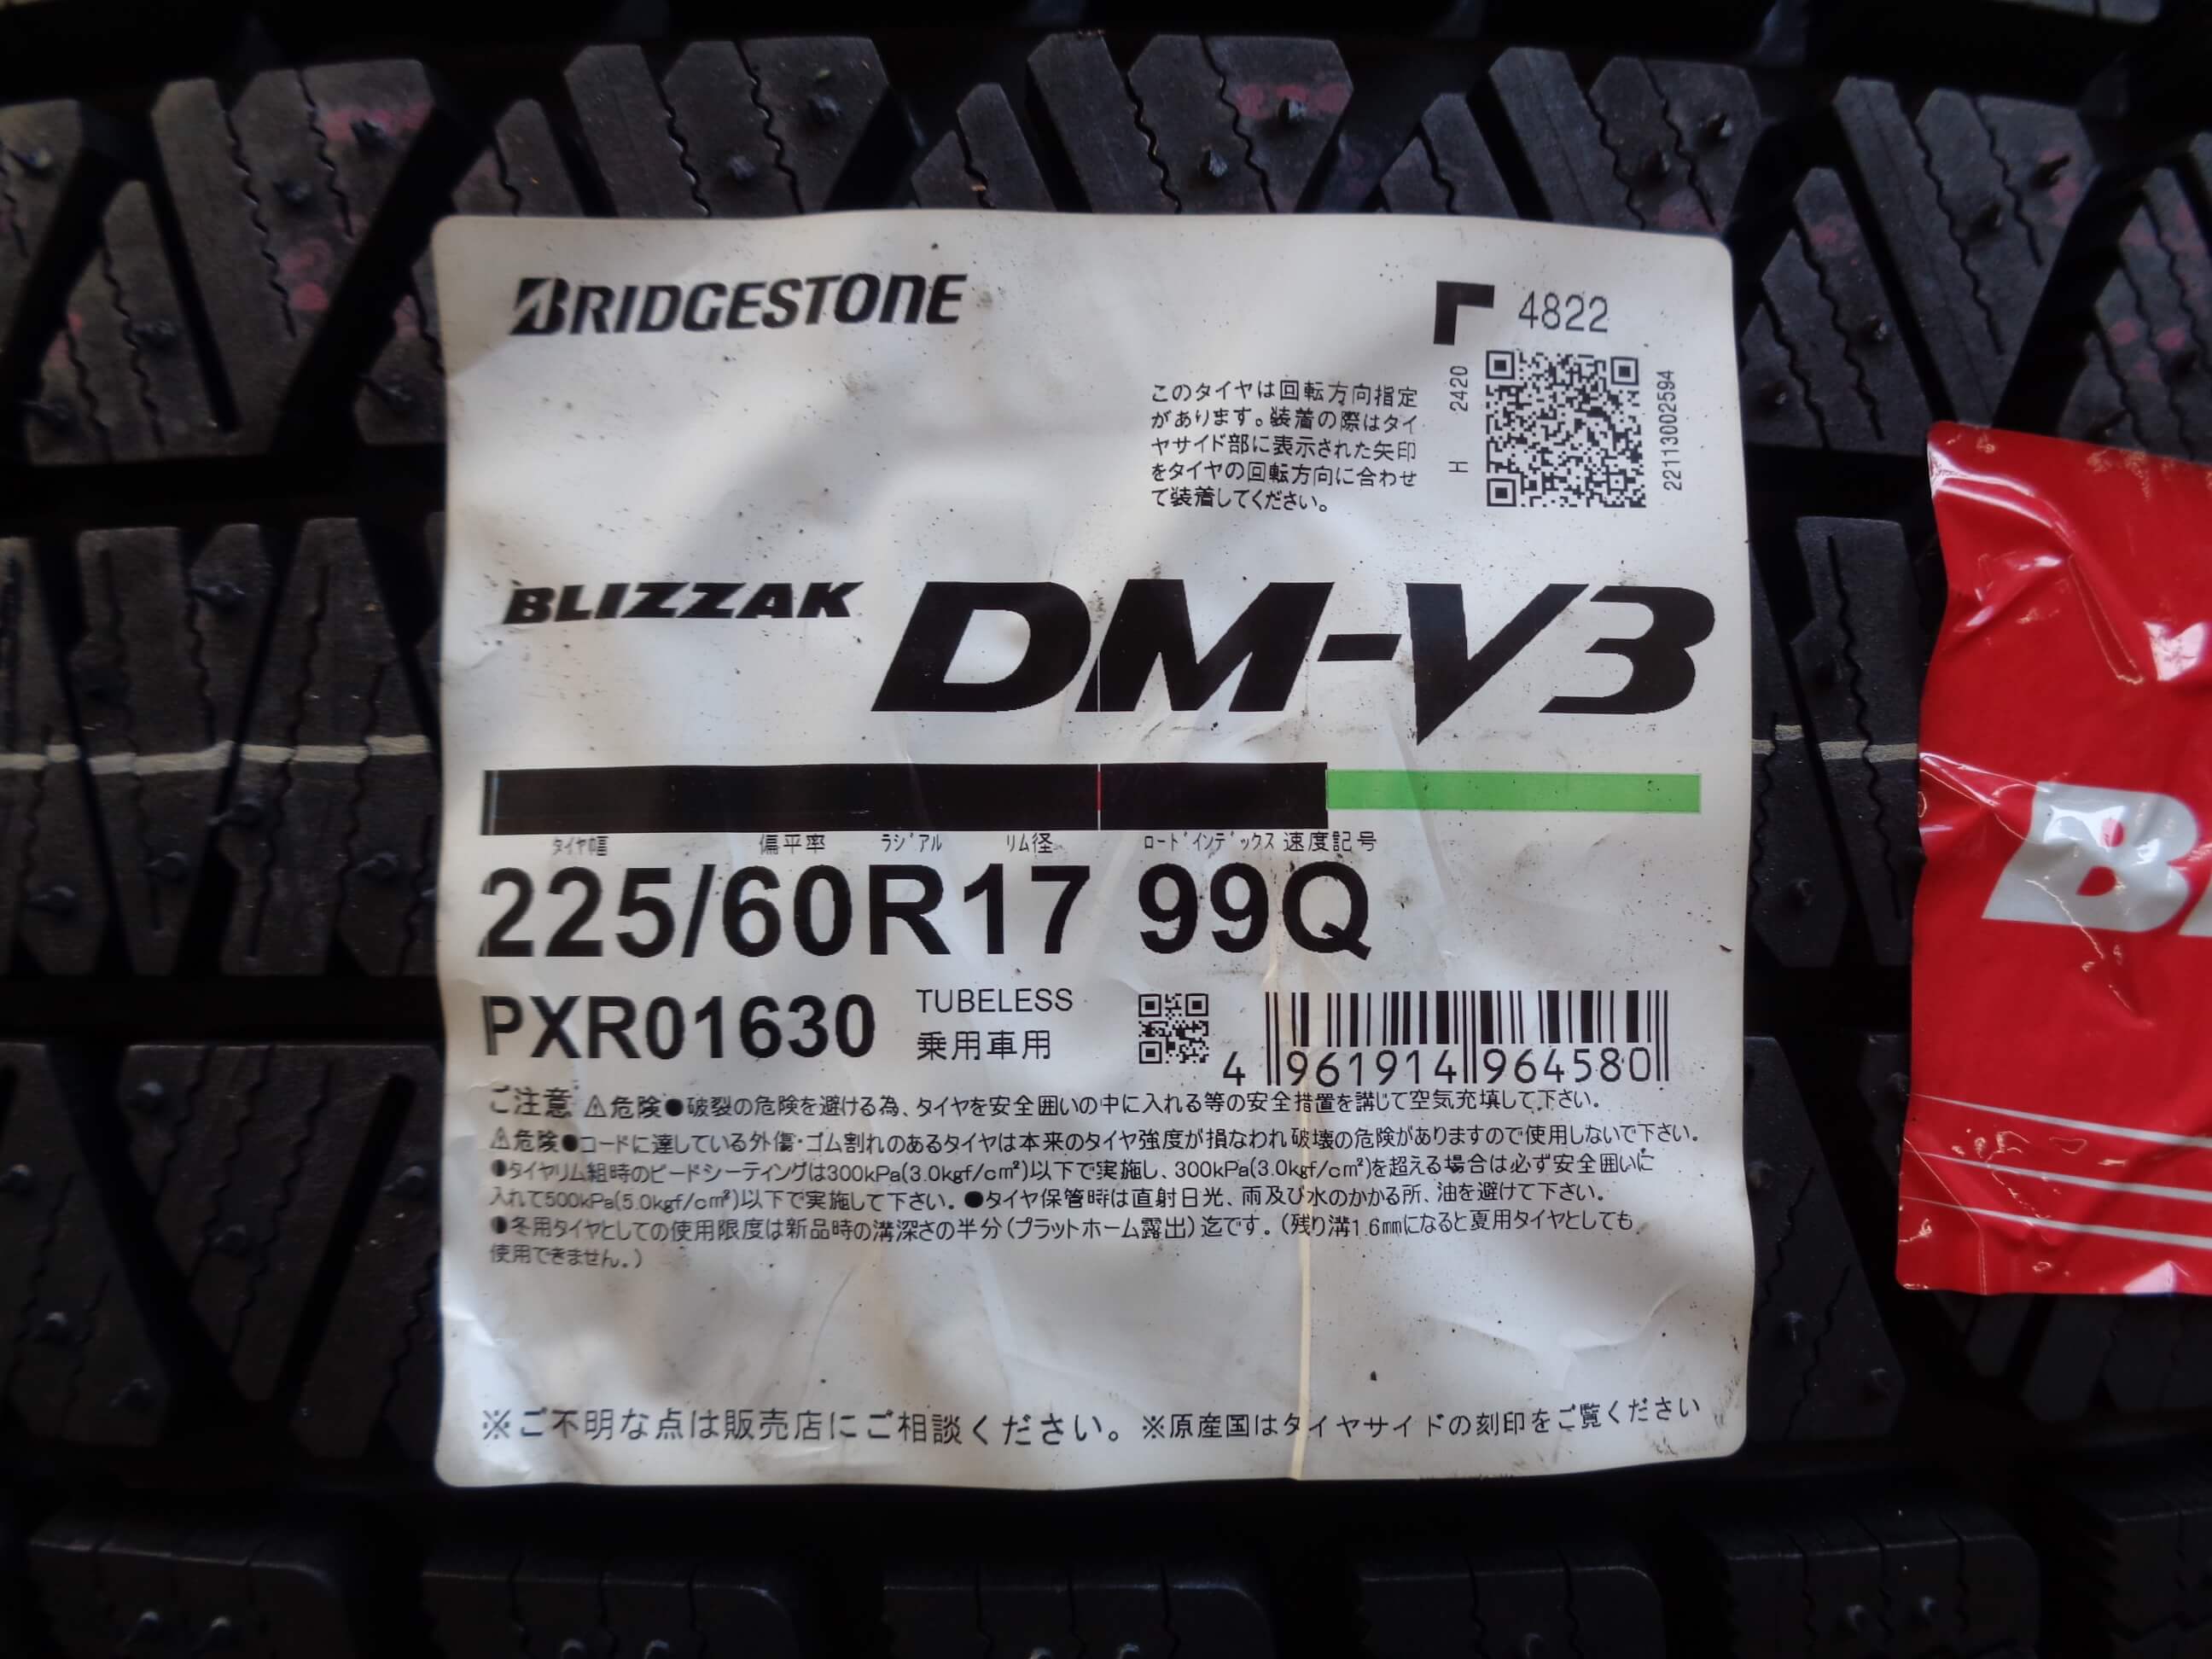 BRIDGESTONE
4822
2420
H
221130002594
このタイヤは回転方向指定
があります。装着の際はタイ
ヤサイド部に表示された矢印
をタイヤの回転方向に合わせ
て装着してください。
BLIZZAK DM-V3
タイヤ幅 偏平率 ラジアル リム径 ロードインデックス 速度記号
225/60R17 99Q
PXR01630
TUBELESS
乗用車用
4 961914 964580
ご注意 ⚠危険●破裂の危険を避ける為、タイヤを安全囲いの中に入れる等の安全措置を講じて空気充填して下さい。
⚠危険●コードに達している外傷・ゴム割れのあるタイヤは本来のタイヤ強度が損なわれ破壊の危険がありますので使用しないで下さい。
●タイヤリム組時のビードシーティングは300kPa(3.0kgf/cm²)以下で実施し、300kPa(3.0kgf/cm²)を超える場合は必ず安全囲いに
入れて500kPa(5.0kgf/cm²)以下で実施して下さい。●タイヤ保管時は直射日光、雨及び水のかかる所、油を避けて下さい。
●冬用タイヤとしての使用限度は新品時の溝深さの半分(プラットホーム露出)迄です。(残り溝1.6mmになると夏用タイヤとしても
使用できません。)
※ご不明な点は販売店にご相談ください。※原産国はタイヤサイドの刻印をご覧ください
B